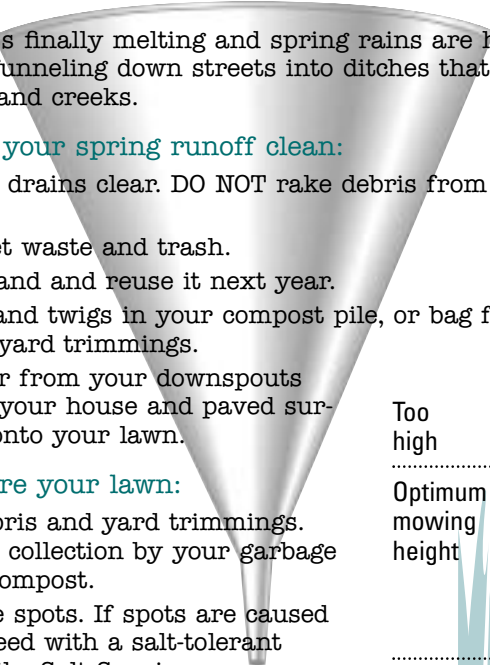 s finally melting and spring rains are h
unneling down streets into ditches that
and creeks.
your spring runoff clean:
drains clear. DO NOT rake debris from
et waste and trash.
and and reuse it next year.
and twigs in your compost pile, or bag f
yard trimmings.
r from your downspouts
your house and paved sur-
onto your lawn.
re your lawn:
bris and yard trimmings.
collection by your garbage
ompost.
e spots. If spots are caused
eed with a salt-tolerant
Too
high
Optimum
mowing
height